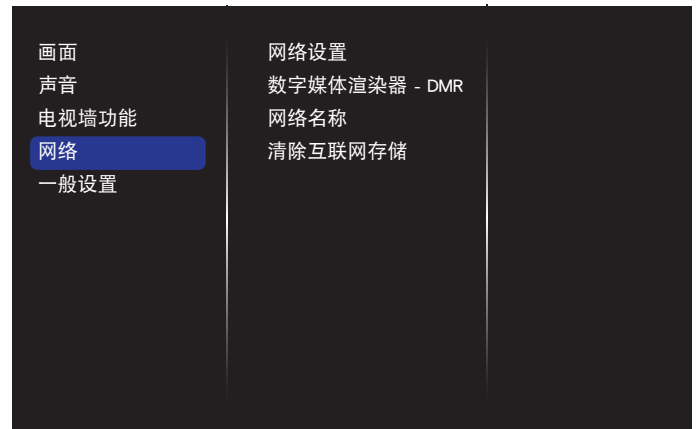 画面
声音
电视墙功能
网络
一般设置
网络设置
数字媒体渲染器 - DMR
网络名称
清除互联网存储